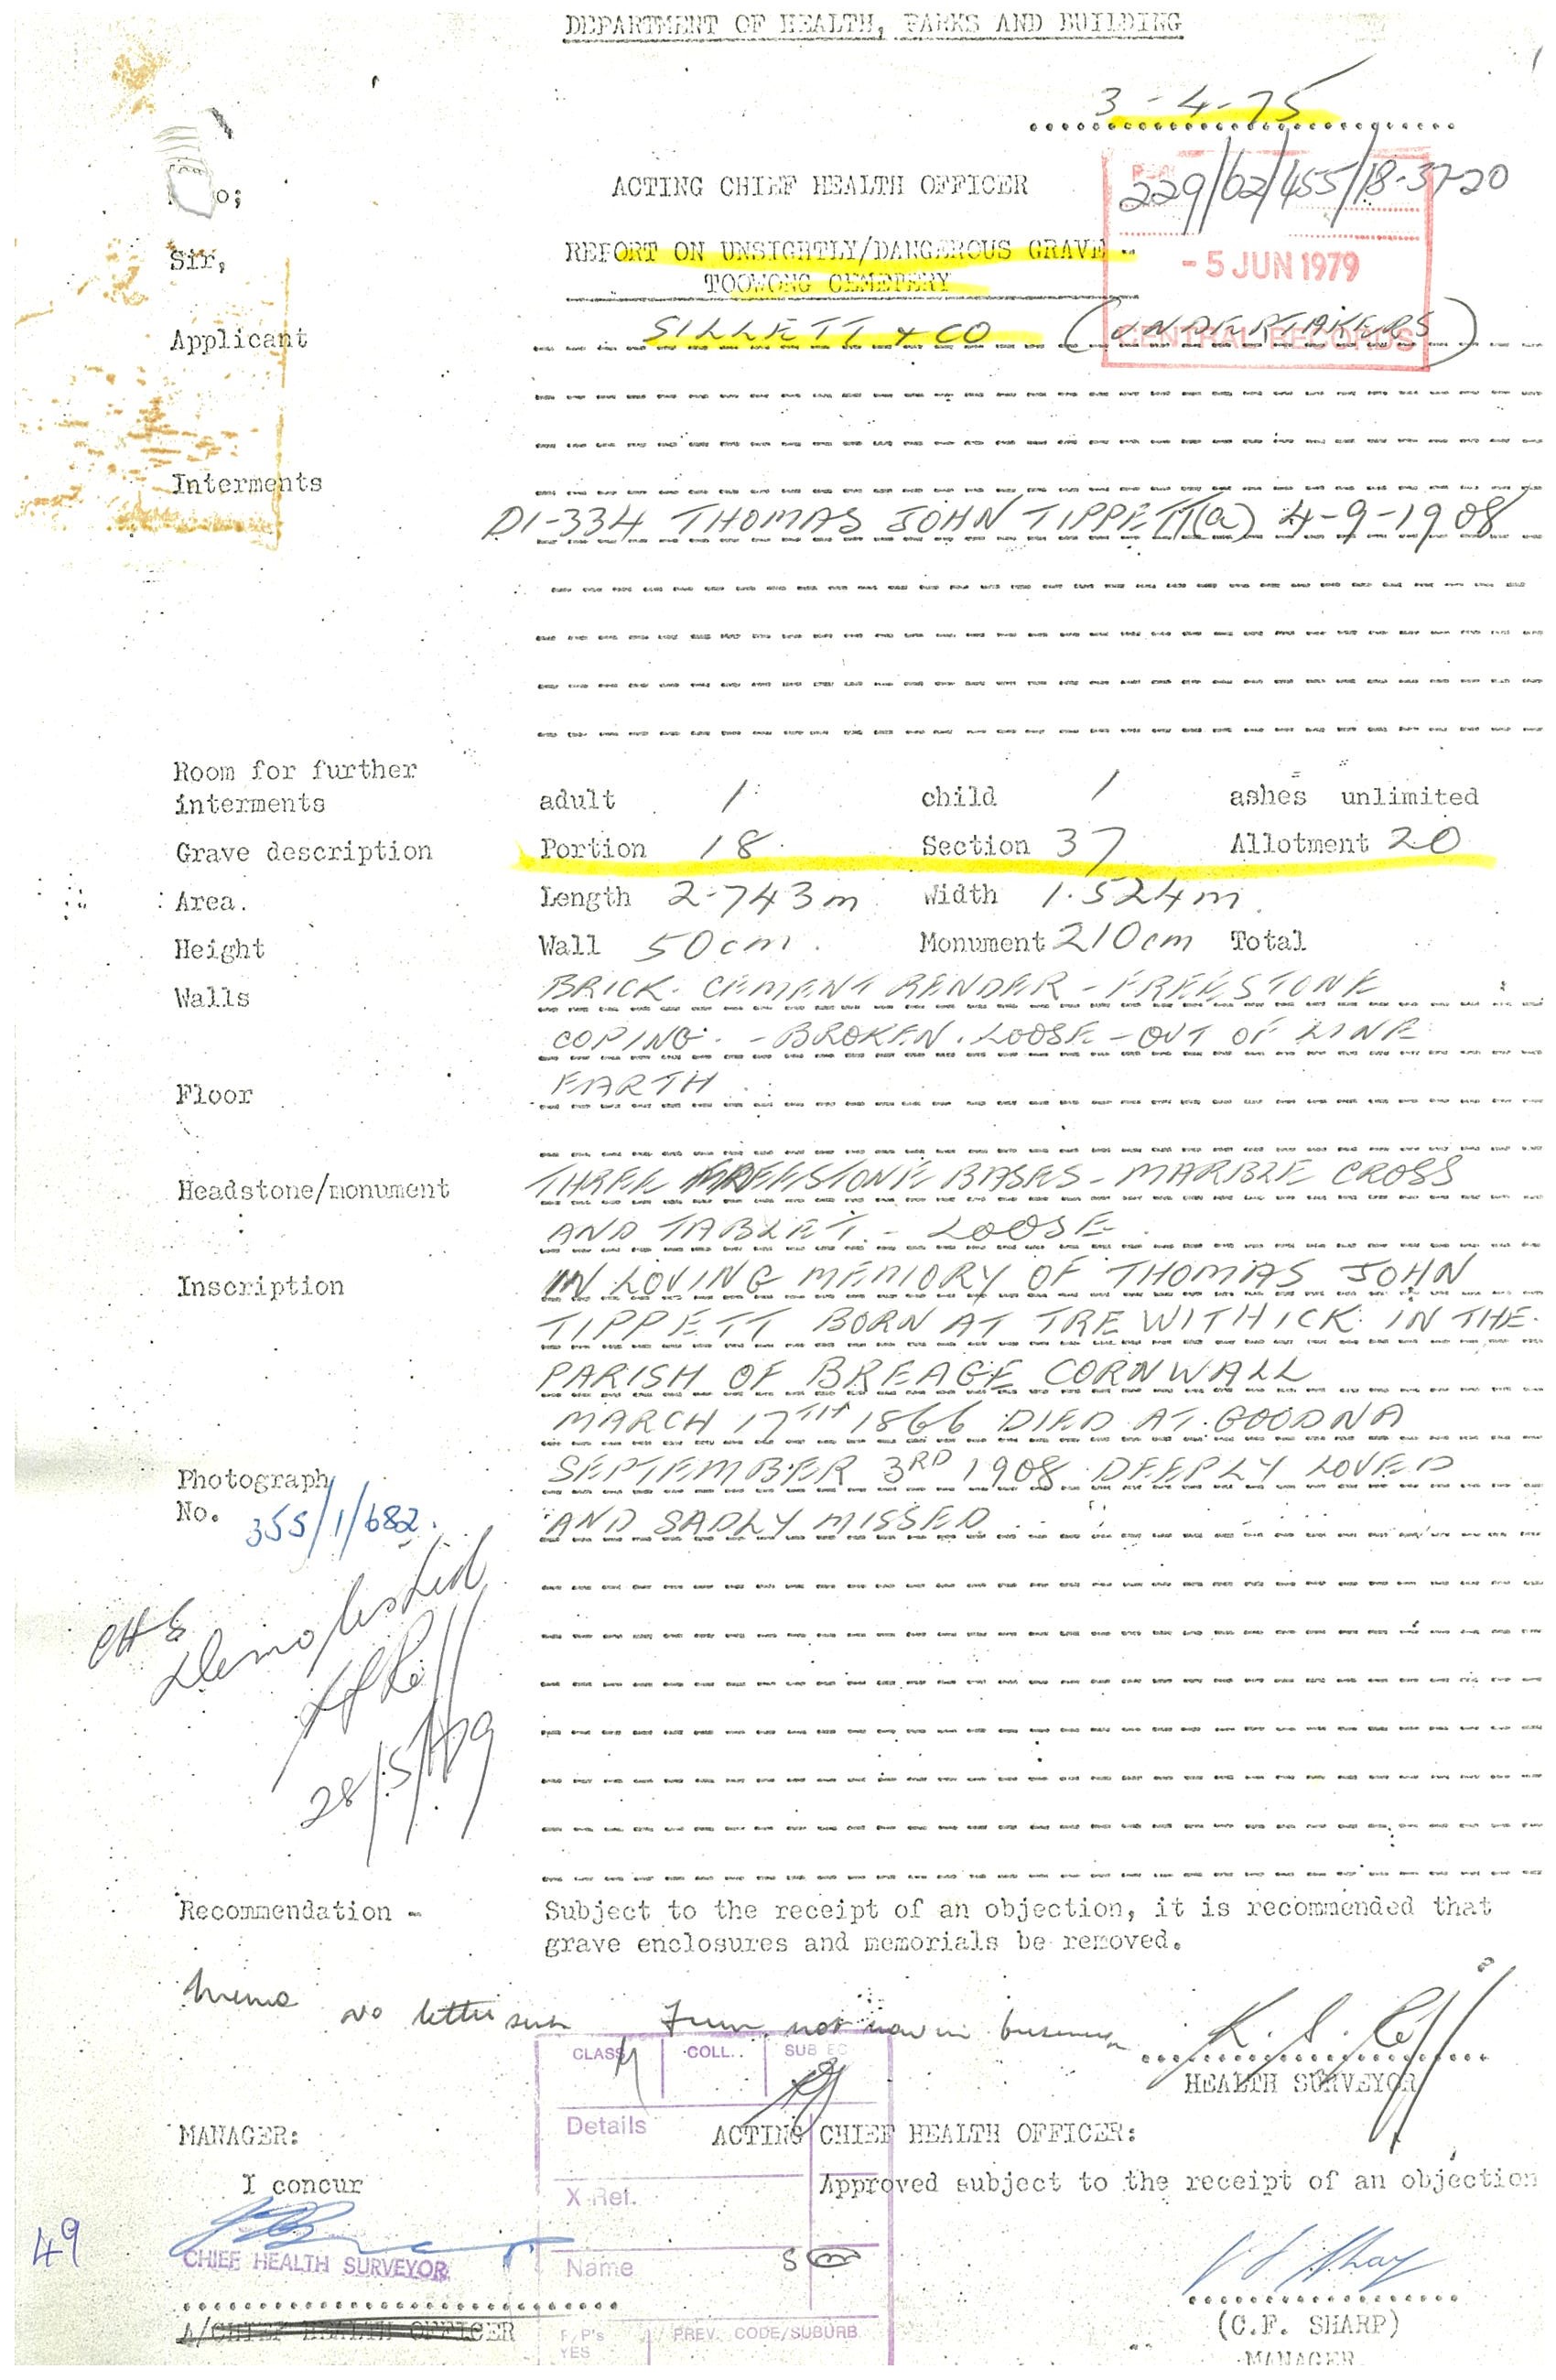 DEPARTMENT OF HEALTH, PARKS AND BUILDING
3-4-75
229/62/455/18-37-20
ACTING CHIEF HEALTH OFFICER
Sir,
REPORT ON UNSIGHTLY/DANGEROUS GRAVE -
TOOWONG CEMETERY
- 5 JUN 1979
CENTRAL RECORDS
Applicant SILLETT & CO (UNDERTAKERS)
Interments
D1-334 THOMAS JOHN TIPPETT (a) 4-9-1908
Room for further
interments adult 1 child 1 ashes unlimited
Grave description Portion 18 Section 37 Allotment 20
Area. Length 2.743m Width 1.524m
Height Wall 50cm. Monument 210cm Total
Walls BRICK. CEMENT RENDER - FREESTONE
COPING. - BROKEN. LOOSE - OUT OF LINE
Floor EARTH
Headstone/monument THREE FREESTONE BASES - MARBLE CROSS
AND TABLET. - LOOSE
Inscription IN LOVING MEMORY OF THOMAS JOHN
TIPPETT BORN AT TREWITHICK IN THE
PARISH OF BREAGE CORNWALL
MARCH 17TH 1866 DIED AT GOODNA
SEPTEMBER 3RD 1908 DEEPLY LOVED
AND SADLY MISSED
Photograph
No. 355/1/682.
CHS
Demolished
28/5/79
Recommendation - Subject to the receipt of an objection, it is recommended that
grave enclosures and memorials be removed.
Memo No letter sent Firm not now in business
HEALTH SURVEYOR
CLASS COLL.
Details
X-Ref.
Name
F/P's
YES
PREV. CODE/SUBURB
MANAGER: ACTING CHIEF HEALTH OFFICER:
I concur Approved subject to the receipt of an objection
49
CHIEF HEALTH SURVEYOR
A/CHIEF HEALTH OFFICER
(C.F. SHARP)
MANAGER